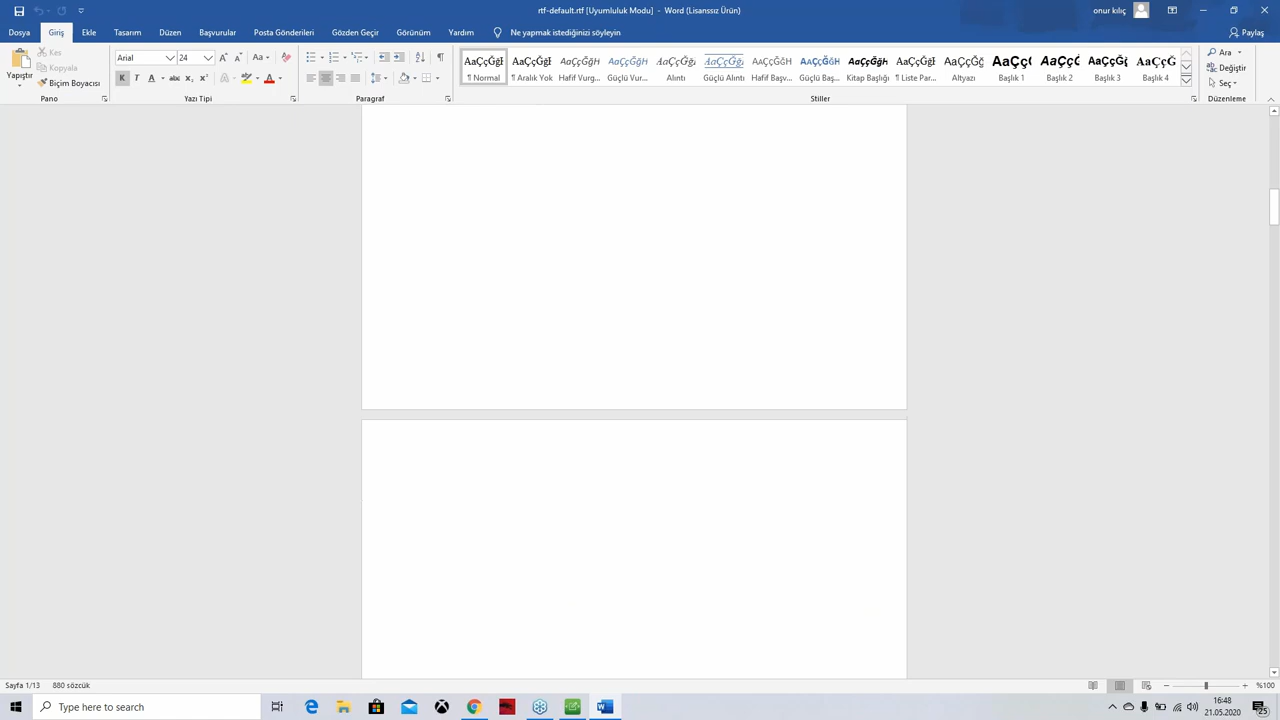 rtf-default.rtf [Uyumluluk Modu] - Word (Lisanssız Ürün)
onur kılıç
Dosya Giriş Ekle Tasarım Düzen Başvurular Posta Gönderileri Gözden Geçir Görünüm Yardım Ne yapmak istediğinizi söyleyin Paylaş
Yapıştır
Kes
Kopyala
Biçim Boyacısı
Pano
Arial 24
Yazı Tipi
Paragraf
¶ Normal ¶ Aralık Yok Hafif Vurg... Güçlü Vur... Alıntı Güçlü Alıntı Hafif Başv... Güçlü Baş... Kitap Başlığı ¶ Liste Par... Altyazı Başlık 1 Başlık 2 Başlık 3 Başlık 4
Stiller
Ara
Değiştir
Seç
Düzenleme
Sayfa 1/13 880 sözcük
%100
Type here to search
16:48
21.05.2020